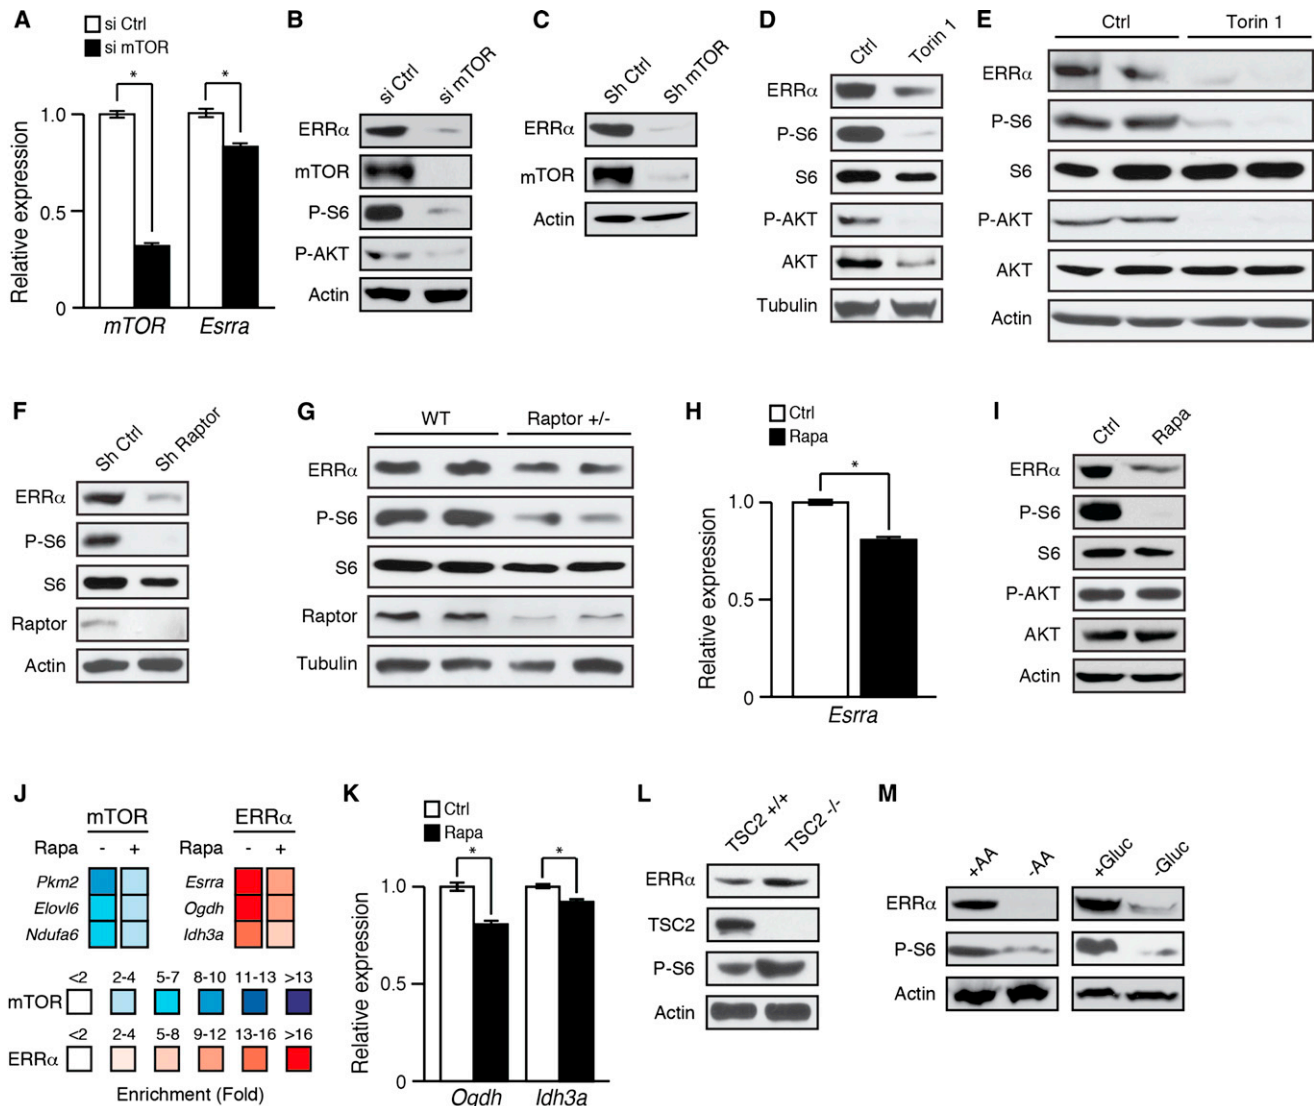 A
si Ctrl
si mTOR
*
*
Relative expression
1.0
0.5
0
mTOR
Esrra
B
si Ctrl
si mTOR
ERRα
mTOR
P-S6
P-AKT
Actin
C
Sh Ctrl
Sh mTOR
ERRα
mTOR
Actin
D
Ctrl
Torin 1
ERRα
P-S6
S6
P-AKT
AKT
Tubulin
E
Ctrl
Torin 1
ERRα
P-S6
S6
P-AKT
AKT
Actin
F
Sh Ctrl
Sh Raptor
ERRα
P-S6
S6
Raptor
Actin
G
WT
Raptor +/-
ERRα
P-S6
S6
Raptor
Tubulin
H
Ctrl
Rapa
*
Relative expression
1.0
0.5
0
Esrra
I
Ctrl
Rapa
ERRα
P-S6
S6
P-AKT
AKT
Actin
J
mTOR
ERRα
Rapa - +
Rapa - +
Pkm2
Elovl6
Ndufa6
Esrra
Ogdh
Idh3a
<2 2-4 5-7 8-10 11-13 >13
mTOR
<2 2-4 5-8 9-12 13-16 >16
ERRα
Enrichment (Fold)
K
Ctrl
Rapa
*
*
Relative expression
1.0
0.5
0
Ogdh
Idh3a
L
TSC2 +/+
TSC2 -/-
ERRα
TSC2
P-S6
Actin
M
+AA
-AA
+Gluc
-Gluc
ERRα
P-S6
Actin